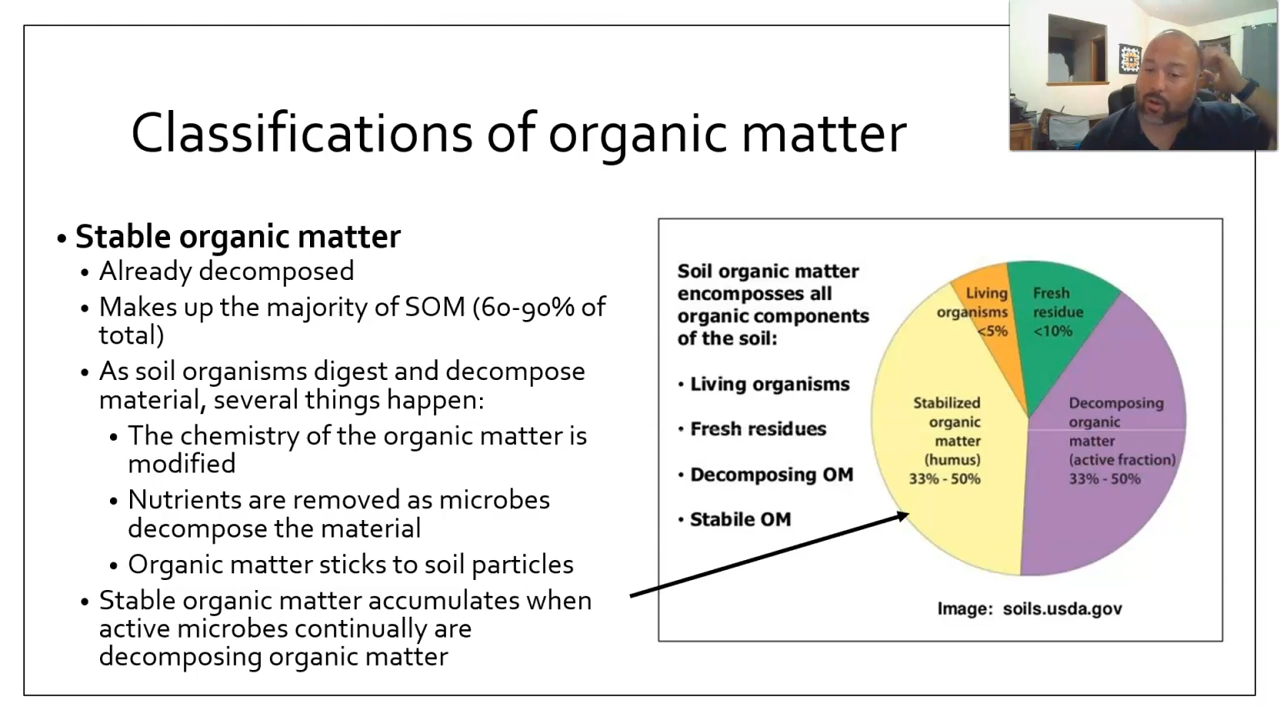 Classifications of organic matter
• Stable organic matter
• Already decomposed
• Makes up the majority of SOM (60-90% of
total)
• As soil organisms digest and decompose
material, several things happen:
• The chemistry of the organic matter is
modified
• Nutrients are removed as microbes
decompose the material
• Organic matter sticks to soil particles
• Stable organic matter accumulates when
active microbes continually are
decomposing organic matter
Soil organic matter
encomposses all
organic components
of the soil:
• Living organisms
• Fresh residues
• Decomposing OM
• Stabile OM
Living
organisms
<5%
Fresh
residue
<10%
Stabilized
organic
matter
(humus)
33% - 50%
Decomposing
organic
matter
(active fraction)
33% - 50%
Image: soils.usda.gov